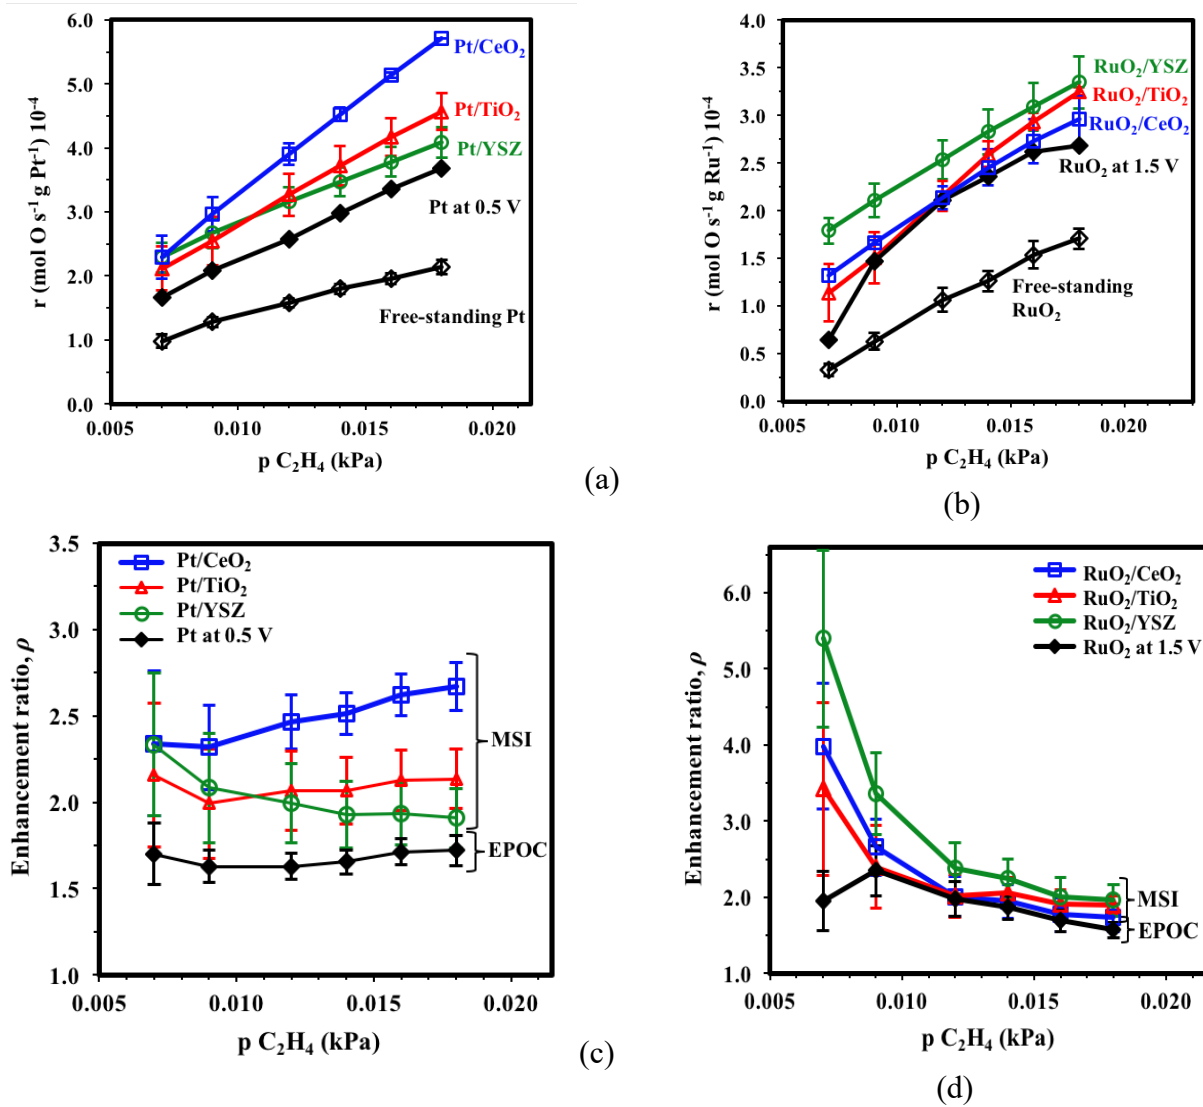 6.0
5.0
4.0
3.0
2.0
1.0
0.0
r (mol O s⁻¹ g Pt⁻¹) 10⁻⁴
Pt/CeO₂
Pt/TiO₂
Pt/YSZ
Pt at 0.5 V
Free-standing Pt
0.005 0.010 0.015 0.020
p C₂H₄ (kPa)
(a)
4.0
3.5
3.0
2.5
2.0
1.5
1.0
0.5
0.0
r (mol O s⁻¹ g Ru⁻¹) 10⁻⁴
RuO₂/YSZ
RuO₂/TiO₂
RuO₂/CeO₂
RuO₂ at 1.5 V
Free-standing
RuO₂
0.005 0.010 0.015 0.020
p C₂H₄ (kPa)
(b)
3.5
3.0
2.5
2.0
1.5
1.0
Enhancement ratio, ρ
Pt/CeO₂
Pt/TiO₂
Pt/YSZ
Pt at 0.5 V
MSI
EPOC
0.005 0.010 0.015 0.020
p C₂H₄ (kPa)
(c)
6.0
5.0
4.0
3.0
2.0
1.0
Enhancement ratio, ρ
RuO₂/CeO₂
RuO₂/TiO₂
RuO₂/YSZ
RuO₂ at 1.5 V
MSI
EPOC
0.005 0.010 0.015 0.020
p C₂H₄ (kPa)
(d)